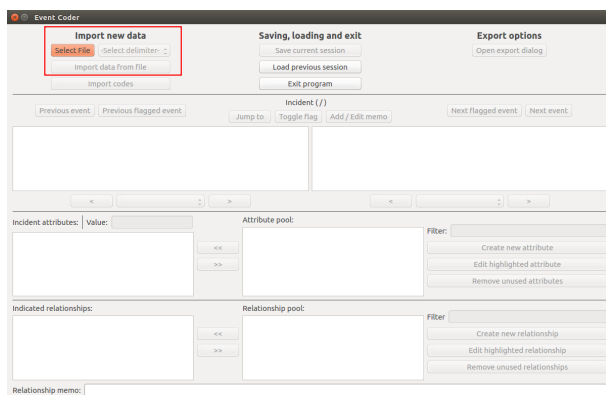 Event Coder
Import new data
Saving, loading and exit
Export options
Select File
-Select delimiter-
Save current session
Open export dialog
Import data from file
Load previous session
Import codes
Exit program
Incident ( / )
Previous event
Previous flagged event
Jump to
Toggle flag
Add / Edit memo
Next flagged event
Next event
<
>
<
>
Incident attributes:
Value:
Attribute pool:
Filter:
<<
Create new attribute
>>
Edit highlighted attribute
Remove unused attributes
Indicated relationships:
Relationship pool:
Filter
<<
Create new relationship
>>
Edit highlighted relationship
Remove unused relationships
Relationship memo: